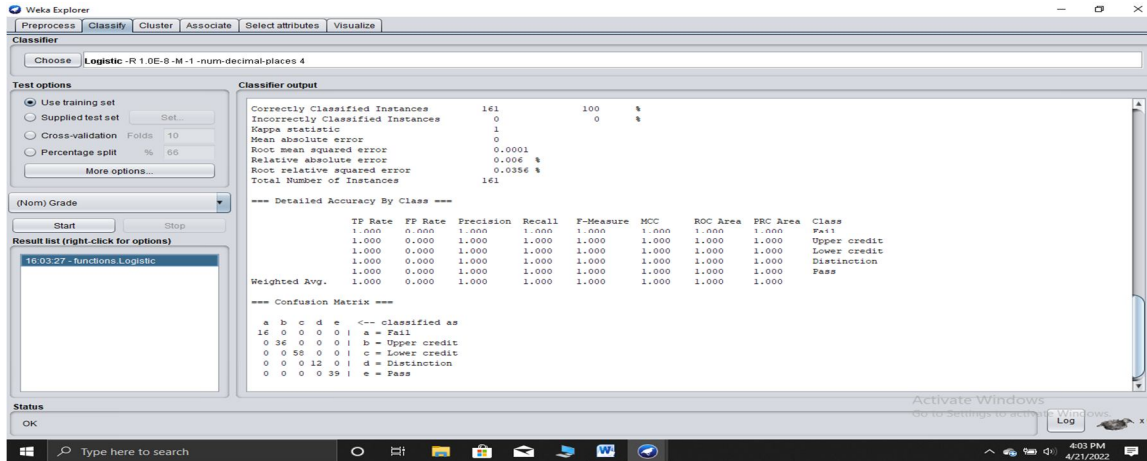 Weka Explorer
Preprocess Classify Cluster Associate Select attributes Visualize
Classifier
Choose Logistic -R 1.0E-8 -M -1 -num-decimal-places 4
Test options
Use training set
Supplied test set Set...
Cross-validation Folds 10
Percentage split % 66
More options...
(Nom) Grade
Start Stop
Result list (right-click for options)
16:03:27 - functions.Logistic
Classifier output
Correctly Classified Instances 161 100 %
Incorrectly Classified Instances 0 0 %
Kappa statistic 1
Mean absolute error 0
Root mean squared error 0.0001
Relative absolute error 0.006 %
Root relative squared error 0.0356 %
Total Number of Instances 161
=== Detailed Accuracy By Class ===
TP Rate FP Rate Precision Recall F-Measure MCC ROC Area PRC Area Class
1.000 0.000 1.000 1.000 1.000 1.000 1.000 1.000 Fail
1.000 0.000 1.000 1.000 1.000 1.000 1.000 1.000 Upper credit
1.000 0.000 1.000 1.000 1.000 1.000 1.000 1.000 Lower credit
1.000 0.000 1.000 1.000 1.000 1.000 1.000 1.000 Distinction
1.000 0.000 1.000 1.000 1.000 1.000 1.000 1.000 Pass
Weighted Avg. 1.000 0.000 1.000 1.000 1.000 1.000 1.000 1.000
=== Confusion Matrix ===
a b c d e <-- classified as
16 0 0 0 0 | a = Fail
0 36 0 0 0 | b = Upper credit
0 0 58 0 0 | c = Lower credit
0 0 0 12 0 | d = Distinction
0 0 0 0 39 | e = Pass
Activate Windows
Go to Settings to activate Windows.
Status
OK
Log
x 0
Type here to search
4:03 PM
4/21/2022